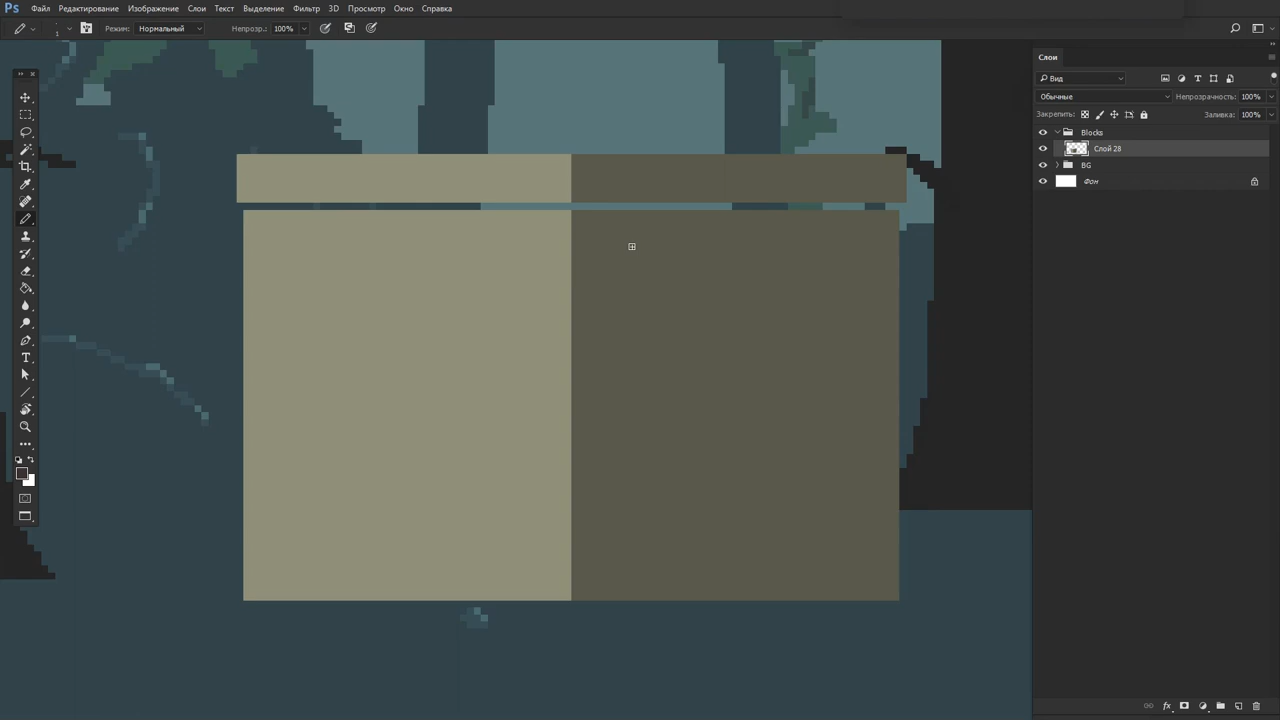 Ps Файл Редактирование Изображение Слои Текст Выделение Фильтр 3D Просмотр Окно Справка
1 Режим: Нормальный Непрозр.: 100%
Слои
Вид
Обычные Непрозрачность: 100%
Закрепить: Заливка: 100%
Blocks
Слой 28
BG
Фон